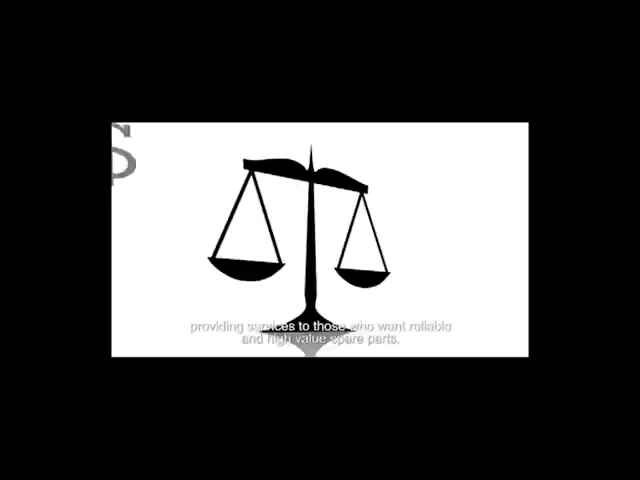 $
providing services to those who want reliable
and high value spare parts.